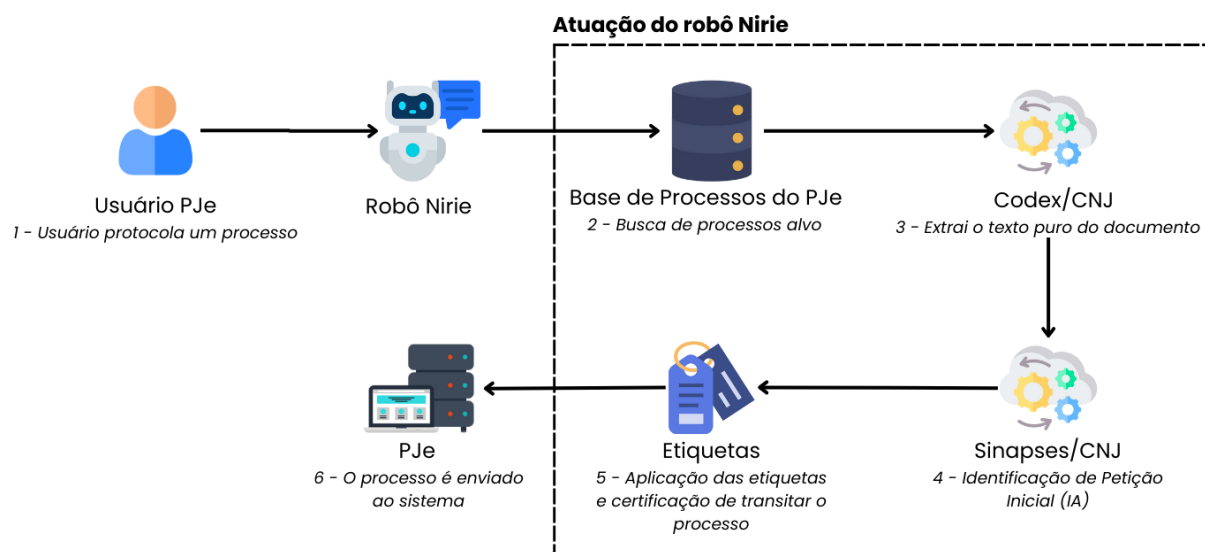 Atuação do robô Nirie
Usuário PJe
1 - Usuário protocola um processo
Robô Nirie
Base de Processos do PJe
2 - Busca de processos alvo
Codex/CNJ
3 - Extrai o texto puro do documento
PJe
6 - O processo é enviado
ao sistema
Etiquetas
5 - Aplicação das etiquetas
e certificação de transitar o
processo
Sinapses/CNJ
4 - Identificação de Petição
Inicial (IA)